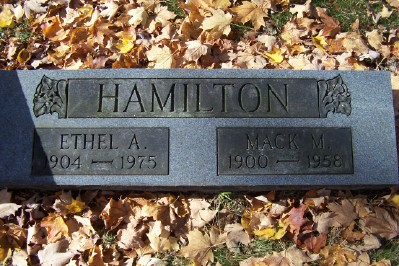 HAMILTON
ETHEL A.
1904 — 1975
MACK M.
1900 — 1958